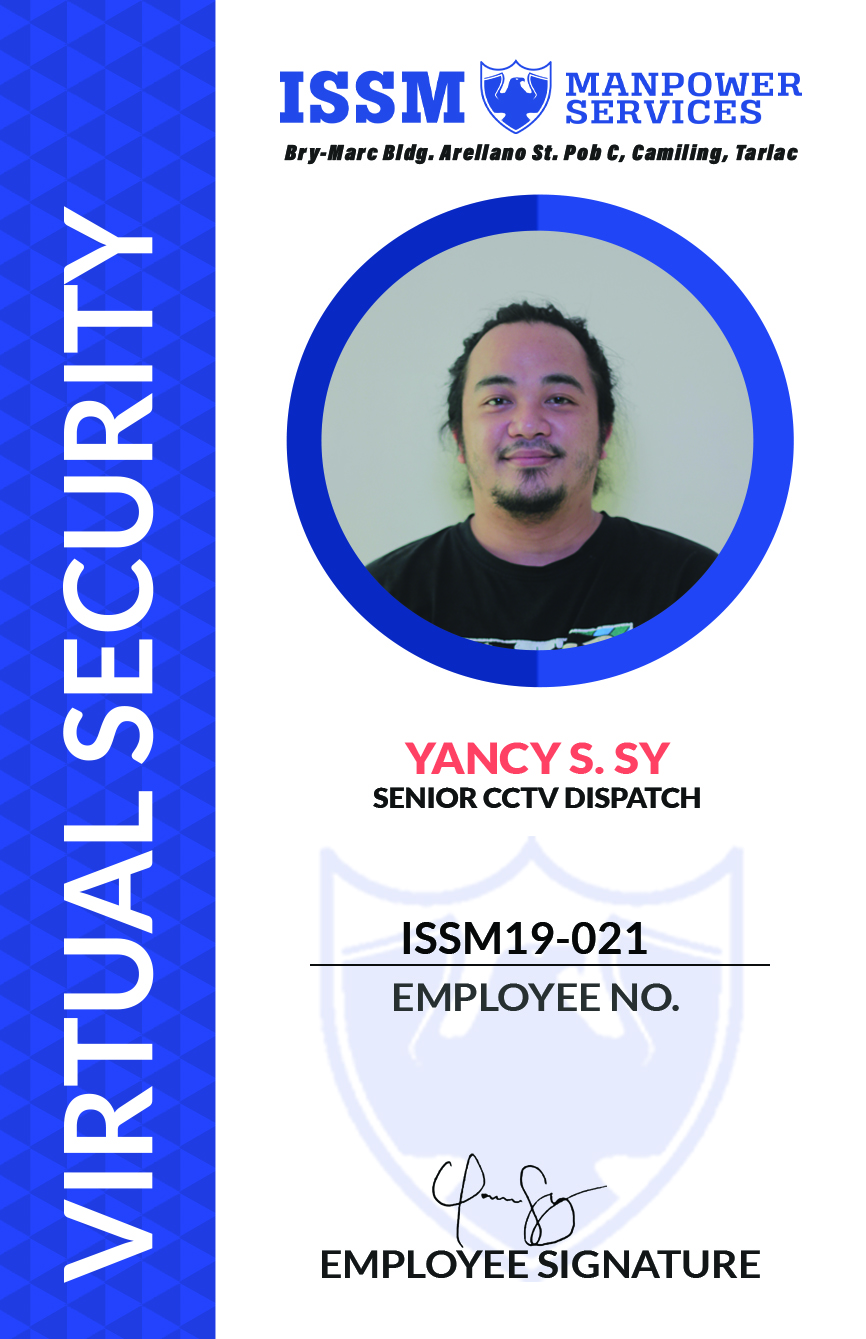 ISSM MANPOWER SERVICES
Bry-Marc Bldg. Arellano St. Pob C, Camiling, Tarlac
VIRTUAL SECURITY
YANCY S. SY
SENIOR CCTV DISPATCH
ISSM19-021
EMPLOYEE NO.
EMPLOYEE SIGNATURE